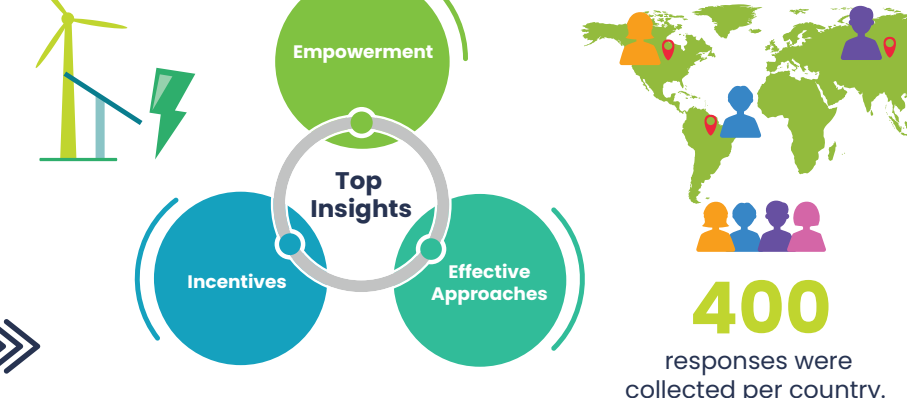 Empowerment
Top
Insights
Incentives
Effective
Approaches
400
responses were
collected per country.